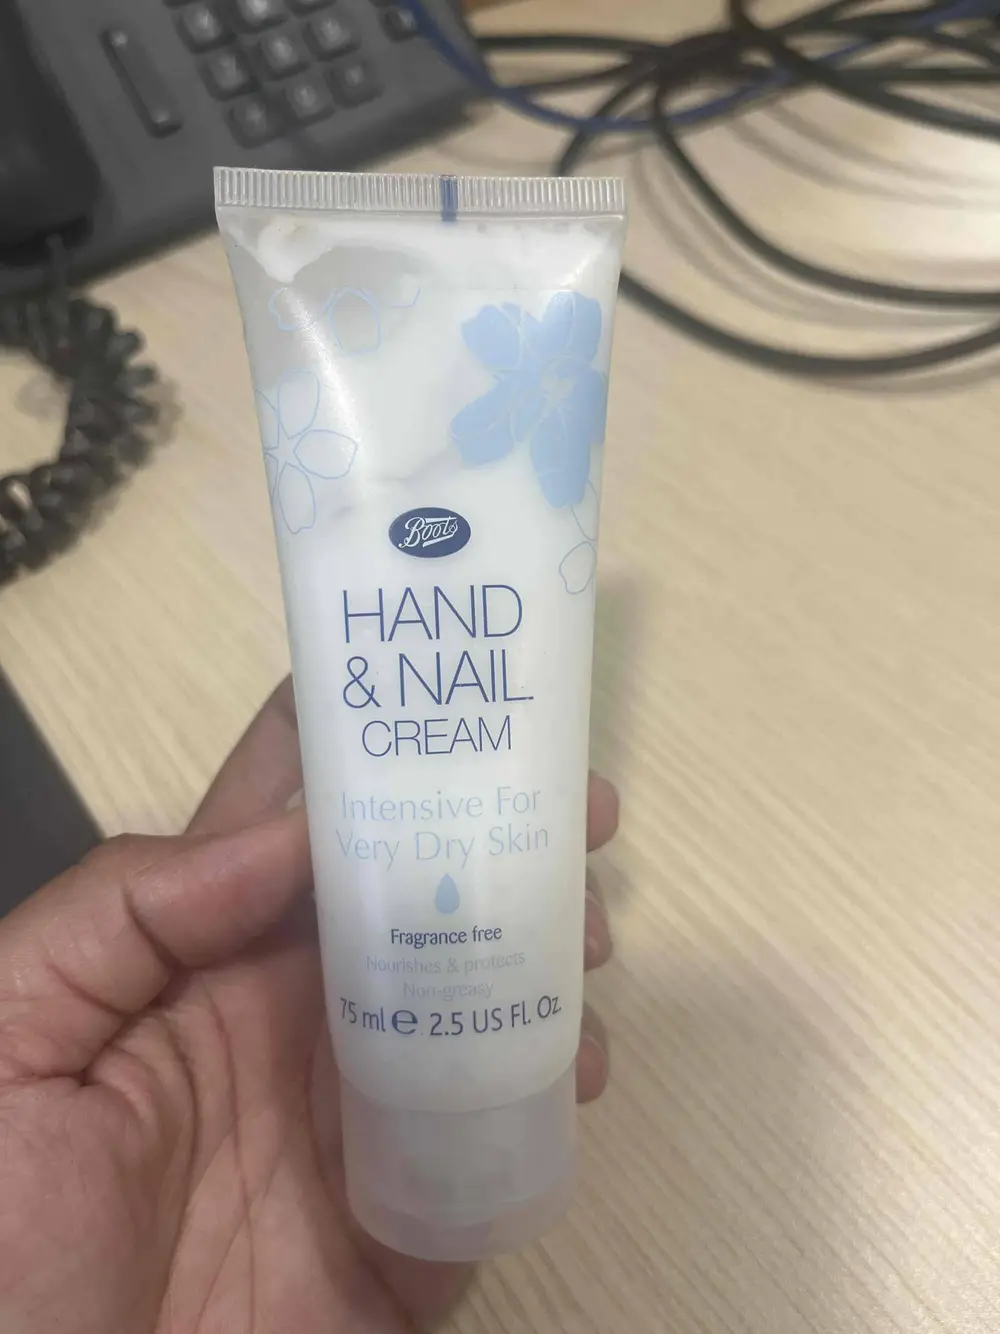 Boots
HAND
& NAIL
CREAM
Intensive For
Very Dry Skin
Fragrance free
Nourishes & protects
Non-greasy
75 ml e 2.5 US Fl. Oz.